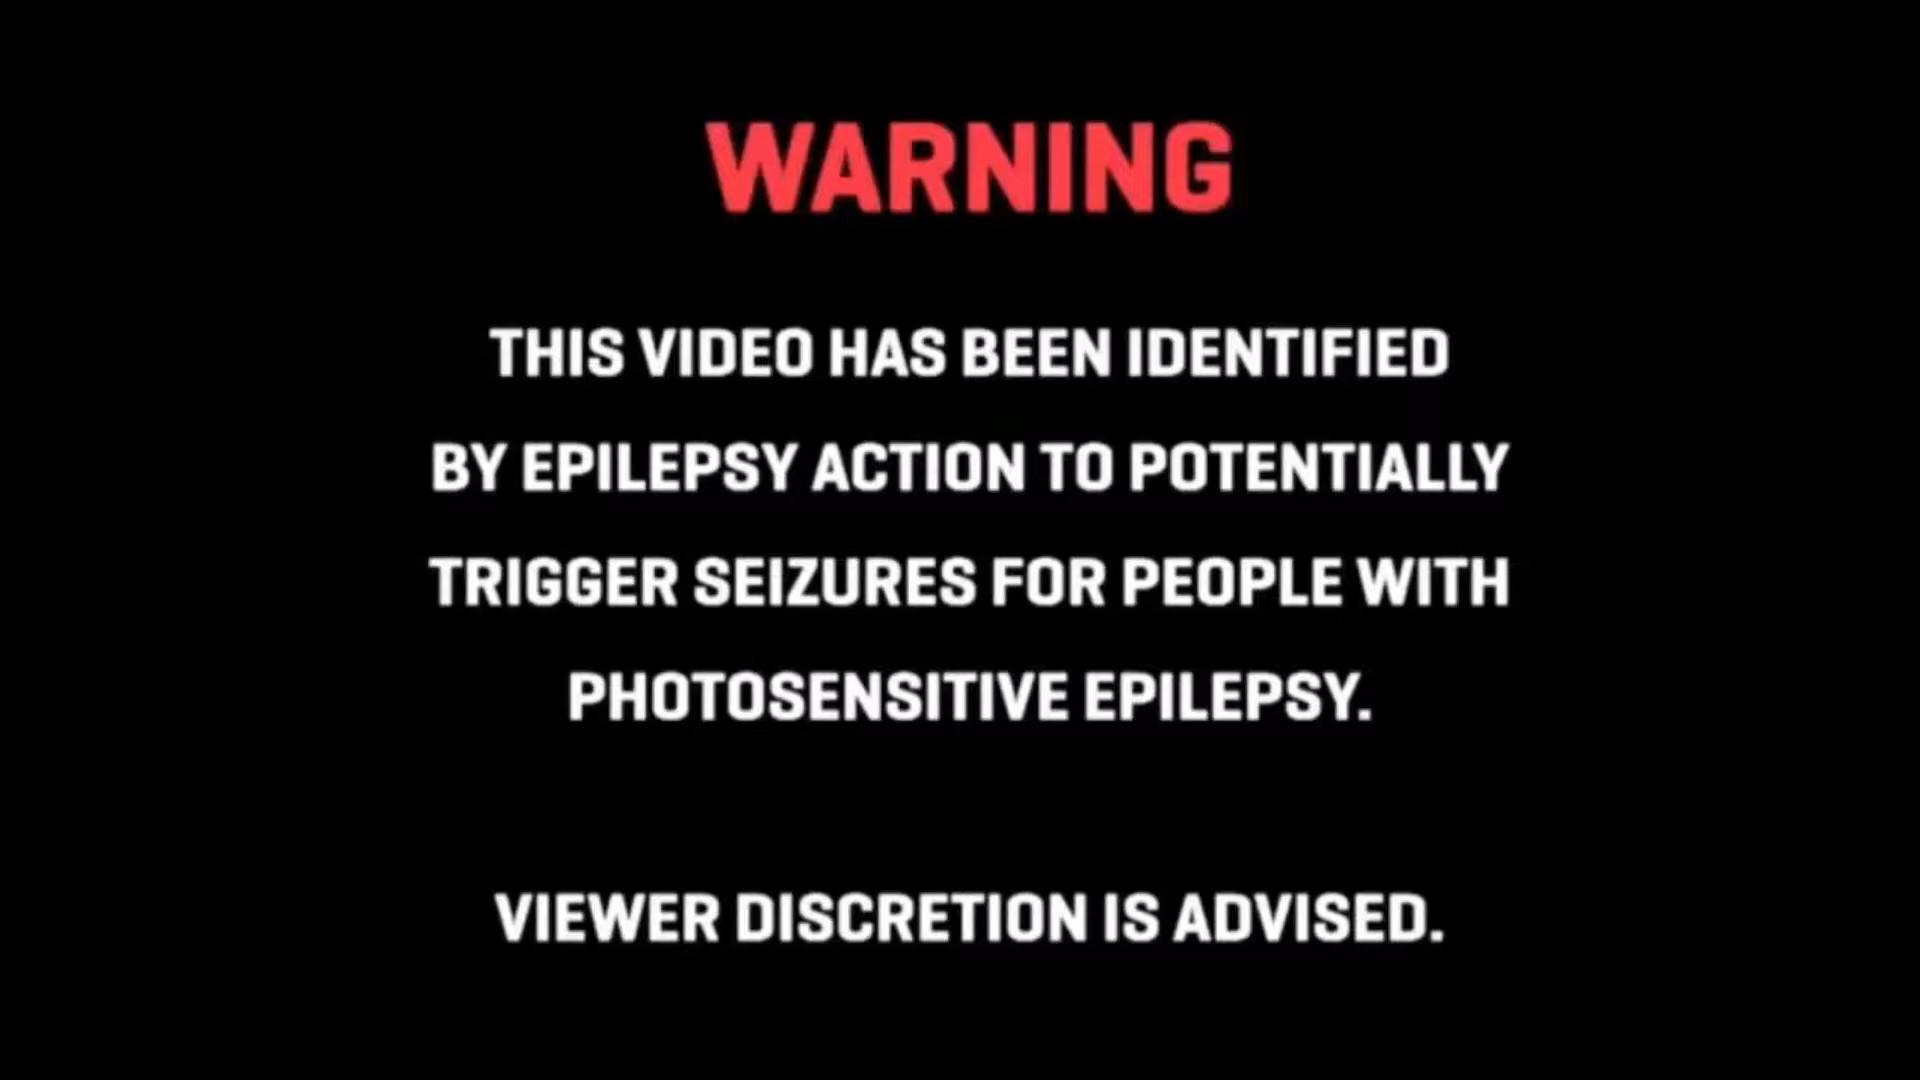 WARNING
THIS VIDEO HAS BEEN IDENTIFIED
BY EPILEPSY ACTION TO POTENTIALLY
TRIGGER SEIZURES FOR PEOPLE WITH
PHOTOSENSITIVE EPILEPSY.
VIEWER DISCRETION IS ADVISED.